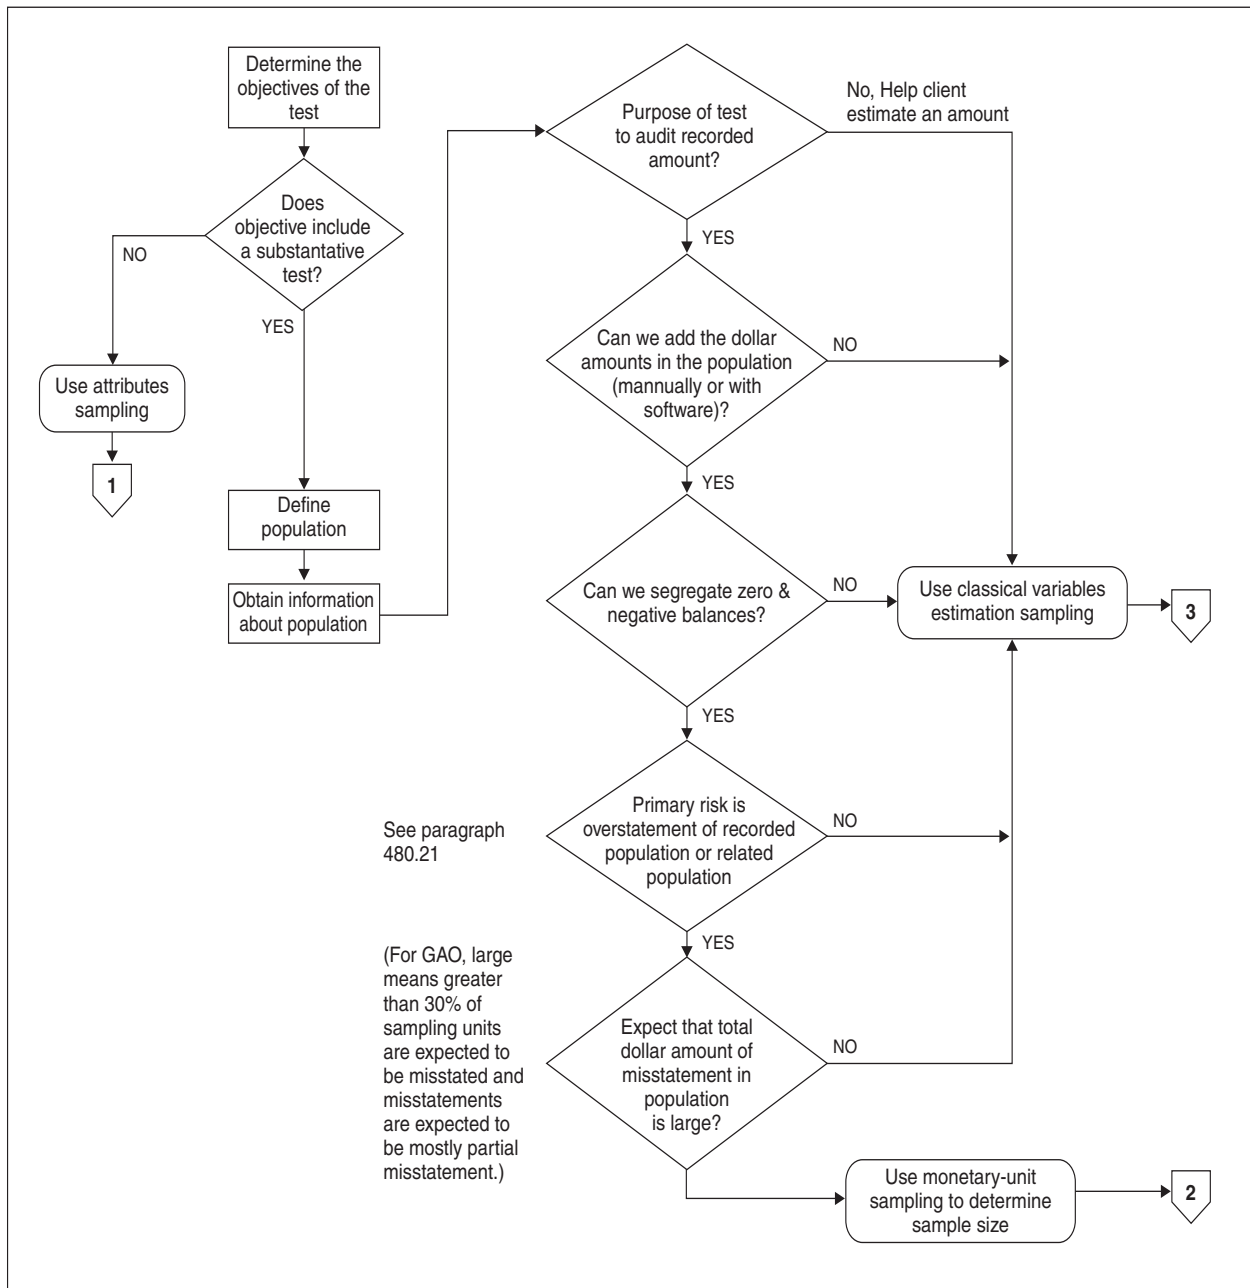 Determine the
objectives of the
test
Does
objective include
a substantative
test?
NO
YES
Use attributes
sampling
1
Define
population
Obtain information
about population
Purpose of test
to audit recorded
amount?
No, Help client
estimate an amount
YES
Can we add the dollar
amounts in the population
(mannually or with
software)?
NO
YES
Can we segregate zero &
negative balances?
NO
Use classical variables
estimation sampling
3
YES
See paragraph
480.21
Primary risk is
overstatement of recorded
population or related
population
NO
YES
(For GAO, large
means greater
than 30% of
sampling units
are expected to
be misstated and
misstatements
are expected to
be mostly partial
misstatement.)
Expect that total
dollar amount of
misstatement in
population
is large?
NO
Use monetary-unit
sampling to determine
sample size
2